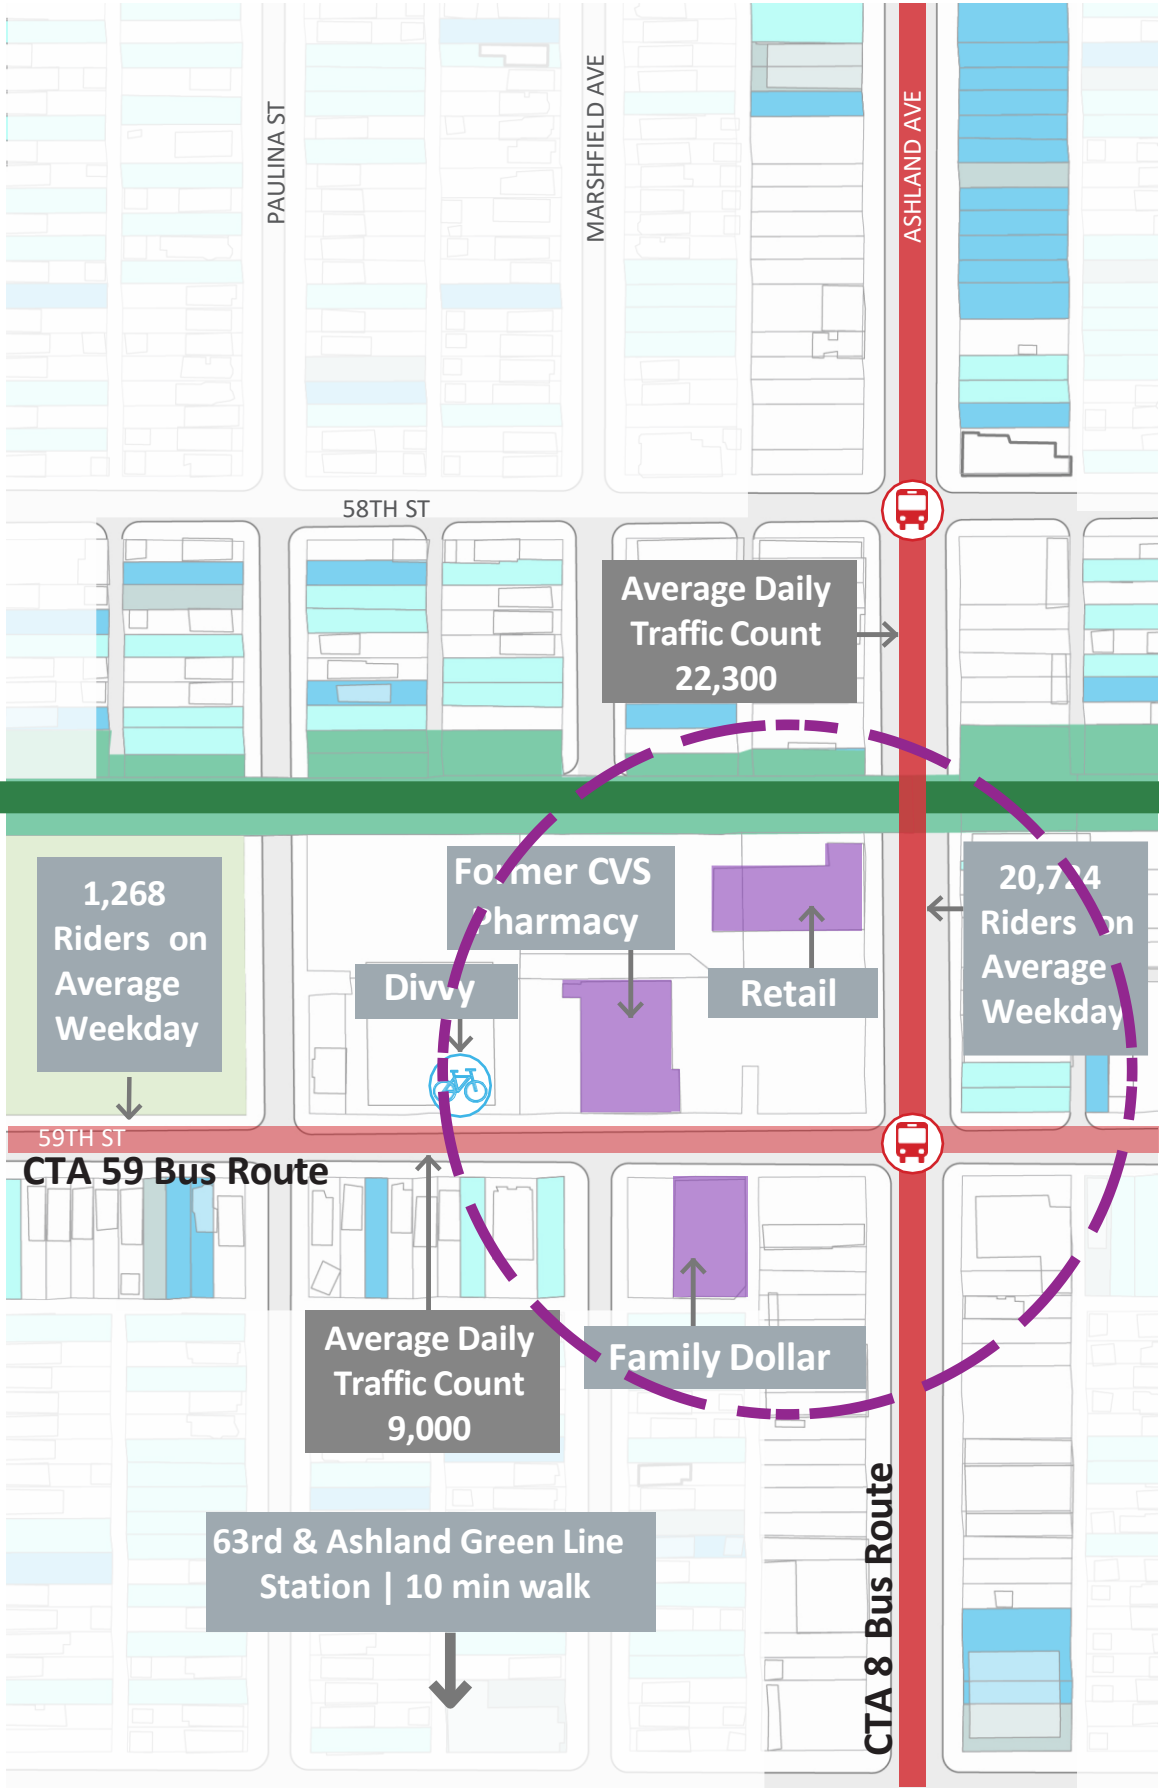 PAULINA ST
MARSHFIELD AVE
ASHLAND AVE
58TH ST
Average Daily
Traffic Count
22,300
1,268
Riders on
Average
Weekday
Former CVS
Pharmacy
Divvy
Retail
20,724
Riders on
Average
Weekday
59TH ST
CTA 59 Bus Route
Average Daily
Traffic Count
9,000
Family Dollar
63rd & Ashland Green Line
Station | 10 min walk
CTA 8 Bus Route